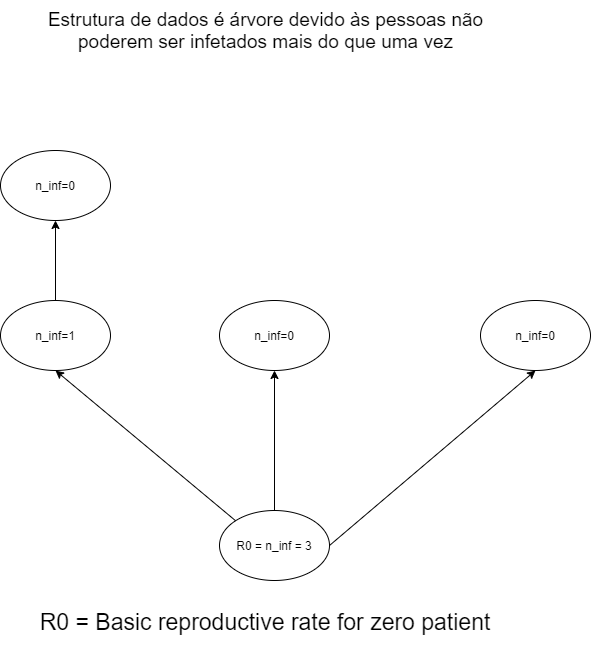 Estrutura de dados é árvore devido às pessoas não
poderem ser infetados mais do que uma vez
n_inf=0
n_inf=1
n_inf=0
n_inf=0
R0 = n_inf = 3
R0 = Basic reproductive rate for zero patient